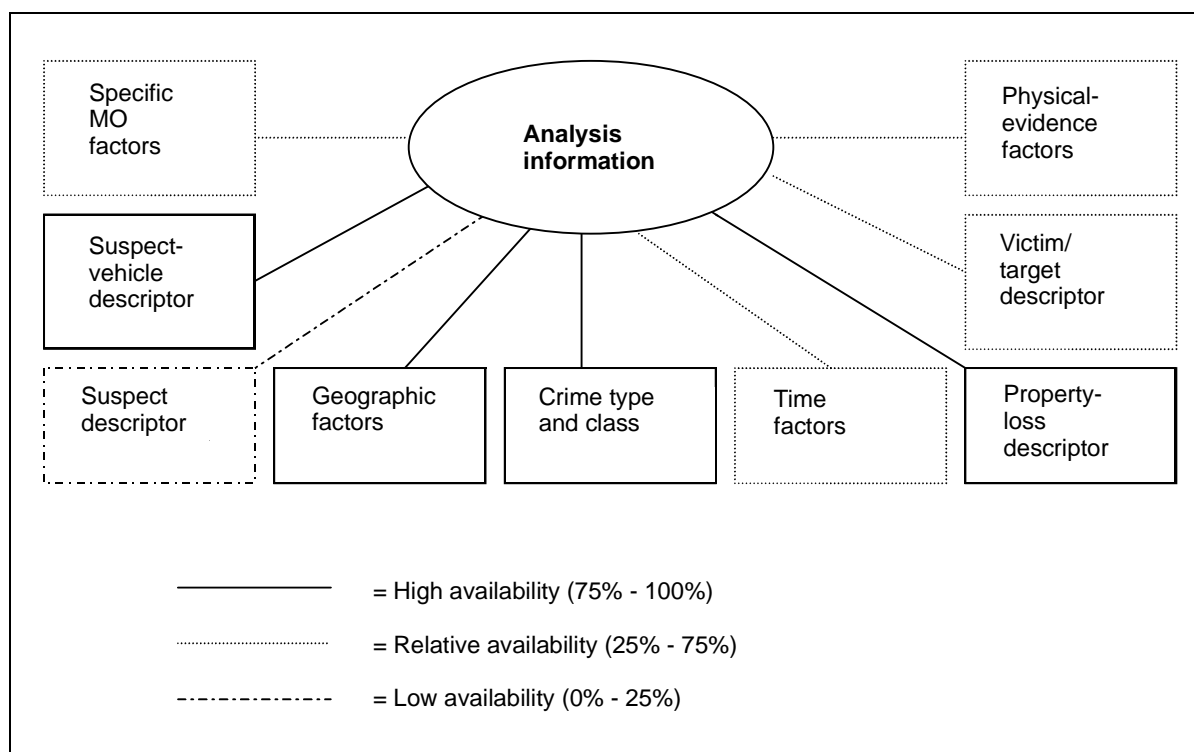 Specific
MO
factors
Analysis
information
Physical-
evidence
factors
Suspect-
vehicle
descriptor
Victim/
target
descriptor
Suspect
descriptor
Geographic
factors
Crime type
and class
Time
factors
Property-
loss
descriptor
= High availability (75% - 100%)
= Relative availability (25% - 75%)
= Low availability (0% - 25%)